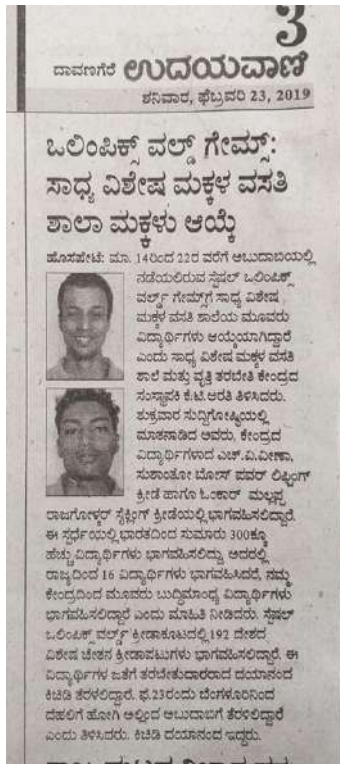 3
ದಾವಣಗೆರೆ ಉದಯವಾಣಿ
ಶನಿವಾರ, ಫೆಬ್ರವರಿ 23, 2019
ಒಲಿಂಪಿಕ್ಸ್ ವಲ್ಡ್ ಗೇಮ್ಸ್:
ಸಾಧ್ಯ ವಿಶೇಷ ಮಕ್ಕಳ ವಸತಿ
ಶಾಲಾ ಮಕ್ಕಳು ಆಯ್ಕೆ
ಹೊಸಪೇಟೆ: ಮಾ. 14ರಿಂದ 22ರ ವರೆಗೆ ಆಬುದಾಬಿಯಲ್ಲಿ
ನಡೆಯಲಿರುವ ಸ್ಪೆಷಲ್ ಒಲಿಂಪಿಕ್ಸ್
ವರ್ಲ್ಡ್ ಗೇಮ್ಸ್‌ಗೆ ಸಾಧ್ಯ ವಿಶೇಷ
ಮಕ್ಕಳ ವಸತಿ ಶಾಲೆಯ ಮೂವರು
ವಿದ್ಯಾರ್ಥಿಗಳು ಆಯ್ಕೆಯಾಗಿದ್ದಾರೆ
ಎಂದು ಸಾಧ್ಯ ವಿಶೇಷ ಮಕ್ಕಳ ವಸತಿ
ಶಾಲೆ ಮತ್ತು ವೃತ್ತಿ ತರಬೇತಿ ಕೇಂದ್ರದ
ಸಂಸ್ಥಾಪಕಿ ಕೆ.ಟಿ.ಆರತಿ ತಿಳಿಸಿದರು.
ಶುಕ್ರವಾರ ಸುದ್ದಿಗೋಷ್ಠಿಯಲ್ಲಿ
ಮಾತನಾಡಿದ ಅವರು, ಕೇಂದ್ರದ
ವಿದ್ಯಾರ್ಥಿಗಳಾದ ಎಚ್.ವಿ.ವೀಣಾ,
ಸುಶಾಂತೋ ಬೋಸ್ ಪವರ್ ಲಿಫ್ಟಿಂಗ್
ಕ್ರೀಡೆ ಹಾಗೂ ಓಂಕಾರ್ ಮಲ್ಲಪ್ಪ
ರಾಜಗೋಳ್ಕರ್ ಸೈಕ್ಲಿಂಗ್ ಕ್ರೀಡೆಯಲ್ಲಿ ಭಾಗವಹಿಸಲಿದ್ದಾರೆ.
ಈ ಸ್ಪರ್ಧೆಯಲ್ಲಿ ಭಾರತದಿಂದ ಸುಮಾರು 300ಕ್ಕೂ
ಹೆಚ್ಚು ವಿದ್ಯಾರ್ಥಿಗಳು ಭಾಗವಹಿಸಲಿದ್ದು, ಅದರಲ್ಲಿ
ರಾಜ್ಯದಿಂದ 16 ವಿದ್ಯಾರ್ಥಿಗಳು ಭಾಗವಹಿಸಿದರೆ, ನಮ್ಮ
ಕೇಂದ್ರದಿಂದ ಮೂವರು ಬುದ್ಧಿಮಾಂಧ್ಯ ವಿದ್ಯಾರ್ಥಿಗಳು
ಭಾಗವಹಿಸಲಿದ್ದಾರೆ ಎಂದು ಮಾಹಿತಿ ನೀಡಿದರು. ಸ್ಪೆಷಲ್
ಒಲಿಂಪಿಕ್ಸ್ ವರ್ಲ್ಡ್ ಕ್ರೀಡಾಕೂಟದಲ್ಲಿ 192 ದೇಶದ
ವಿಶೇಷ ಚೇತನ ಕ್ರೀಡಾಪಟುಗಳು ಭಾಗವಹಿಸಲಿದ್ದಾರೆ. ಈ
ವಿದ್ಯಾರ್ಥಿಗಳ ಜತೆಗೆ ತರಬೇತುದಾರರಾದ ದಯಾನಂದ
ಕಿಚಿಡಿ ತೆರಳಲಿದ್ದಾರೆ. ಫೆ.23ರಂದು ಬೆಂಗಳೂರಿನಿಂದ
ದೆಹಲಿಗೆ ಹೋಗಿ ಅಲ್ಲಿಂದ ಆಬುದಾಬಿಗೆ ತೆರಳಲಿದ್ದಾರೆ
ಎಂದು ತಿಳಿಸಿದರು. ಕಿಚಿಡಿ ದಯಾನಂದ ಇದ್ದರು.